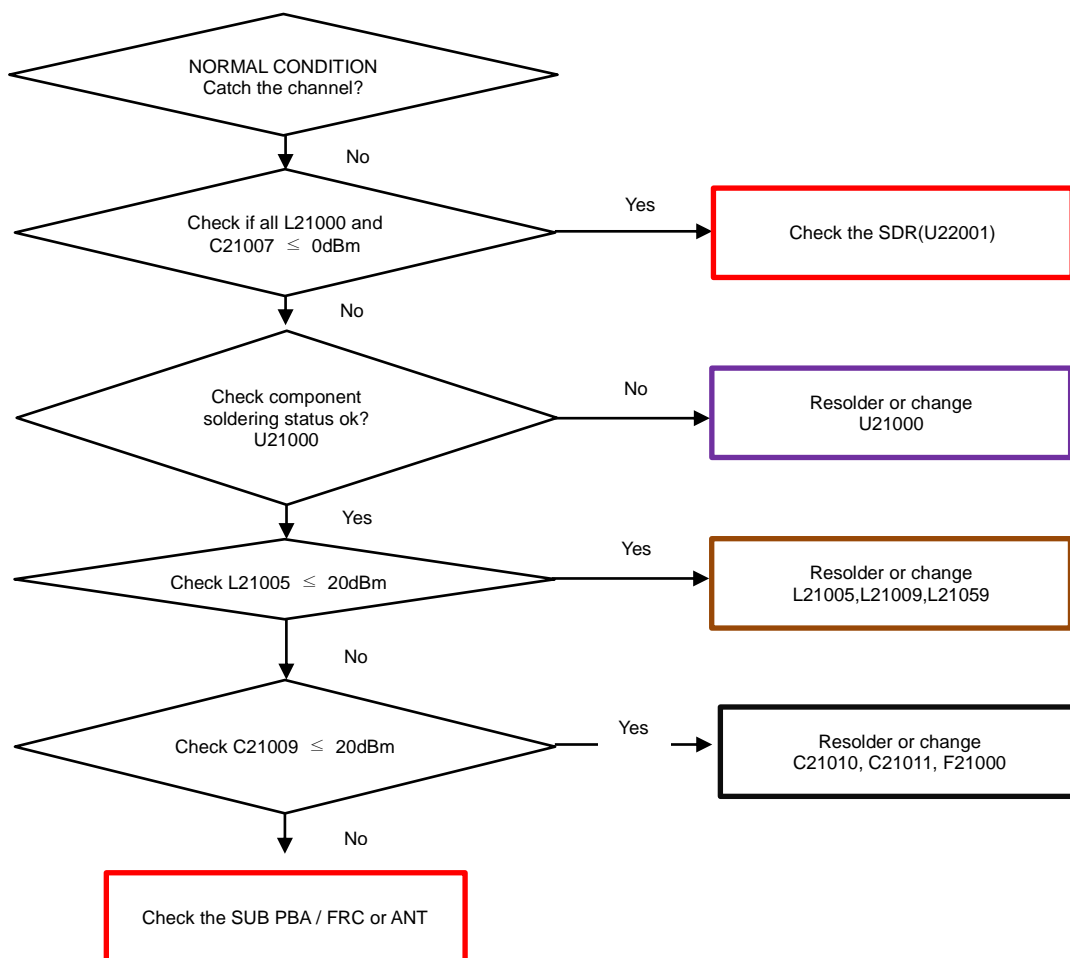 NORMAL CONDITION
Catch the channel?
No
Check if all L21000 and
C21007 ≤ 0dBm
Yes
Check the SDR(U22001)
No
Check component
soldering status ok?
U21000
No
Resolder or change
U21000
Yes
Check L21005 ≤ 20dBm
Yes
Resolder or change
L21005,L21009,L21059
No
Check C21009 ≤ 20dBm
Yes
Resolder or change
C21010, C21011, F21000
No
Check the SUB PBA / FRC or ANT